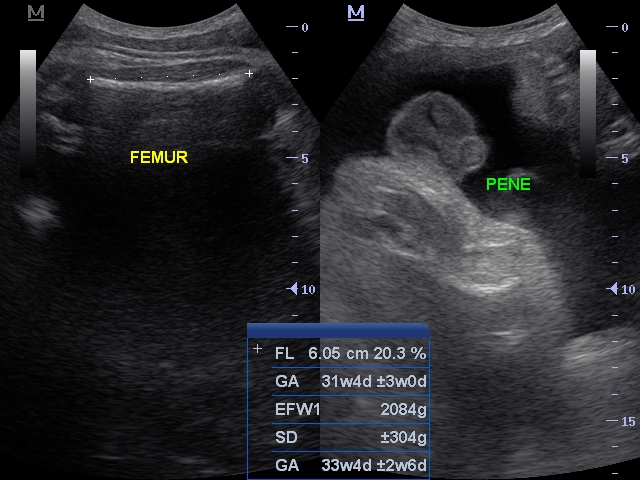 M
M
0
0
FEMUR
5
5
PENE
10
10
+ FL 6.05 cm 20.3 %
GA 31w4d ±3w0d
EFW1 2084g
SD ±304g
GA 33w4d ±2w6d
15